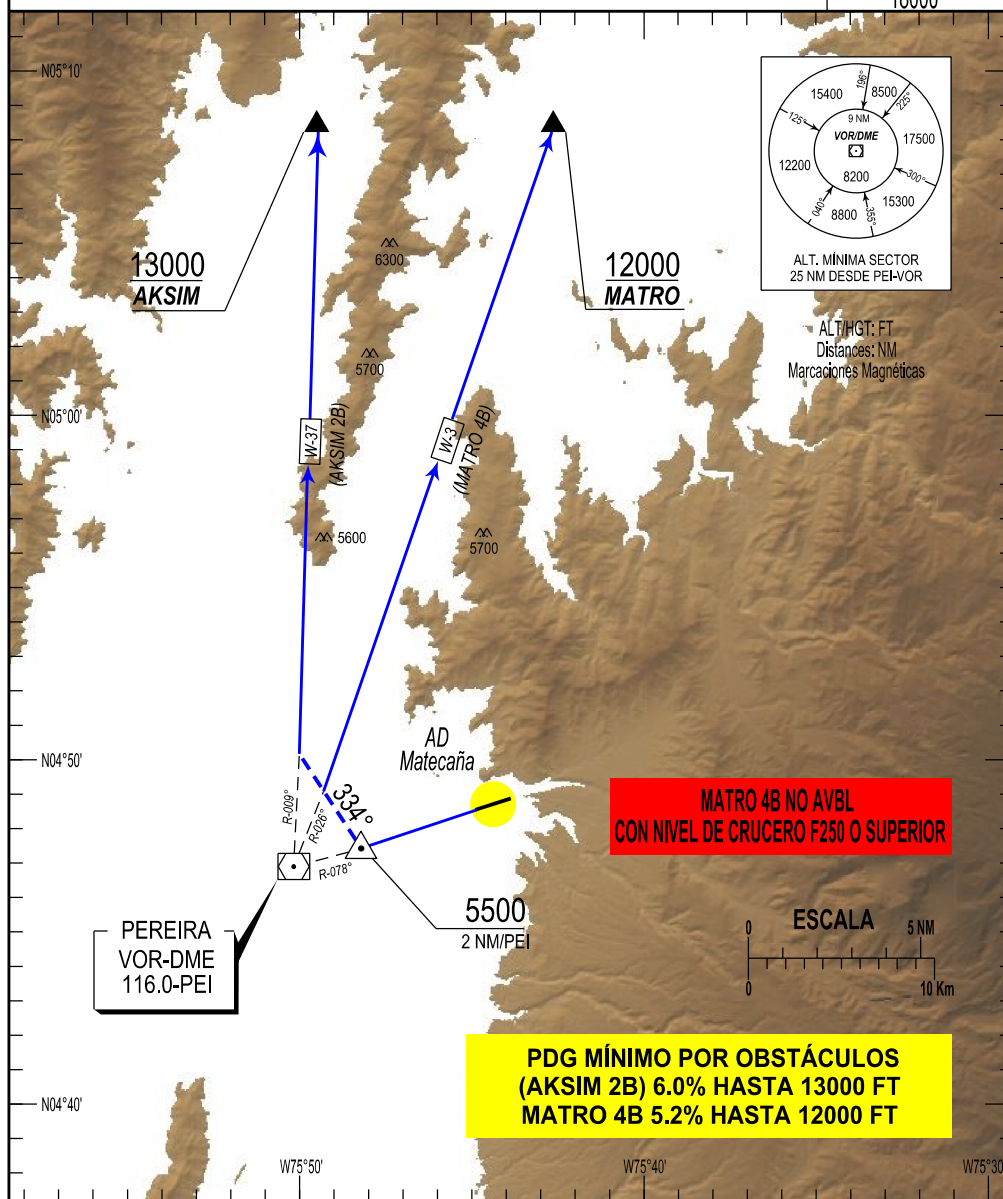 16000
N05°10'
196°
15400
8500
225°
125°
9 NM
VOR/DME
17500
12200
8200
300°
15300
040°
8800
355°
ALT. MÍNIMA SECTOR
25 NM DESDE PEI-VOR
13000
AKSIM
6300
12000
MATRO
ALT/HGT: FT
Distances: NM
Marcaciones Magnéticas
5700
N05°00'
W-37
(AKSIM 2B)
W-3
(MATRO 4B)
5600
5700
AD
Matecaña
N04°50'
334°
R-009°
R-026°
R-078°
MATRO 4B NO AVBL
CON NIVEL DE CRUCERO F250 O SUPERIOR
5500
2 NM/PEI
PEREIRA
VOR-DME
116.0-PEI
ESCALA
0
5 NM
0
10 Km
PDG MÍNIMO POR OBSTÁCULOS
(AKSIM 2B) 6.0% HASTA 13000 FT
MATRO 4B 5.2% HASTA 12000 FT
N04°40'
W75°50'
W75°40'
W75°30'